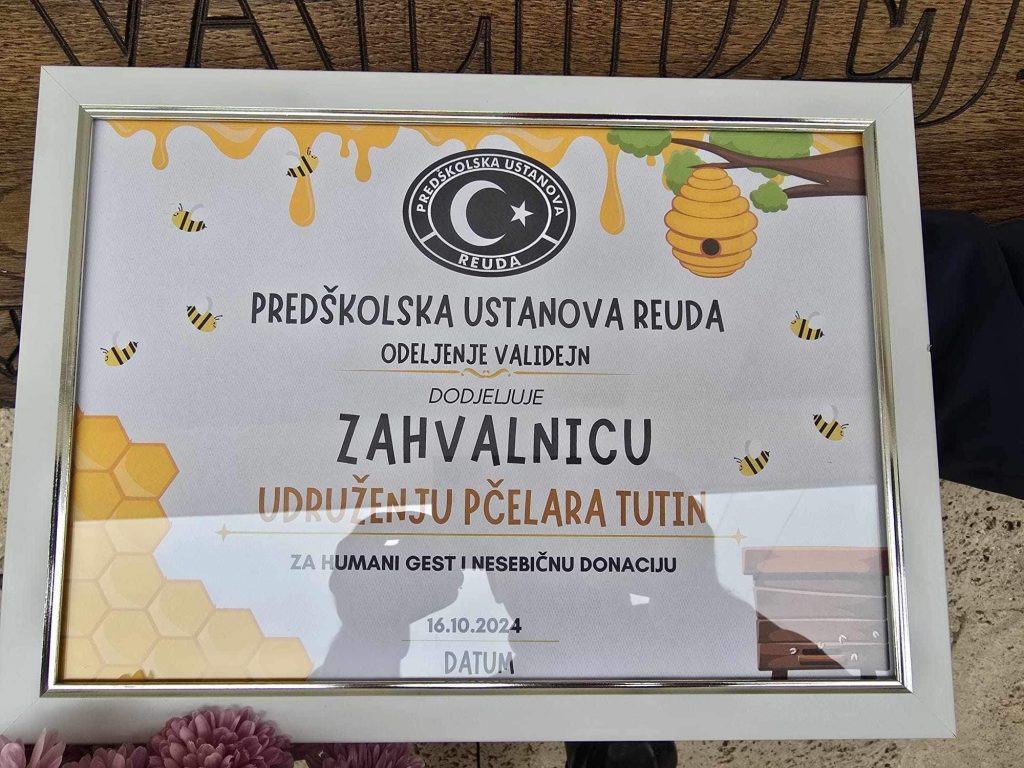 PREDŠKOLSKA USTANOVA
REUDA
PREDŠKOLSKA USTANOVA REUDA
ODELJENJE VALIDEJN
DODJELJUJE
ZAHVALNICU
UDRUŽENJU PČELARA TUTIN
ZA HUMANI GEST I NESEBIČNU DONACIJU
16.10.2024
DATUM